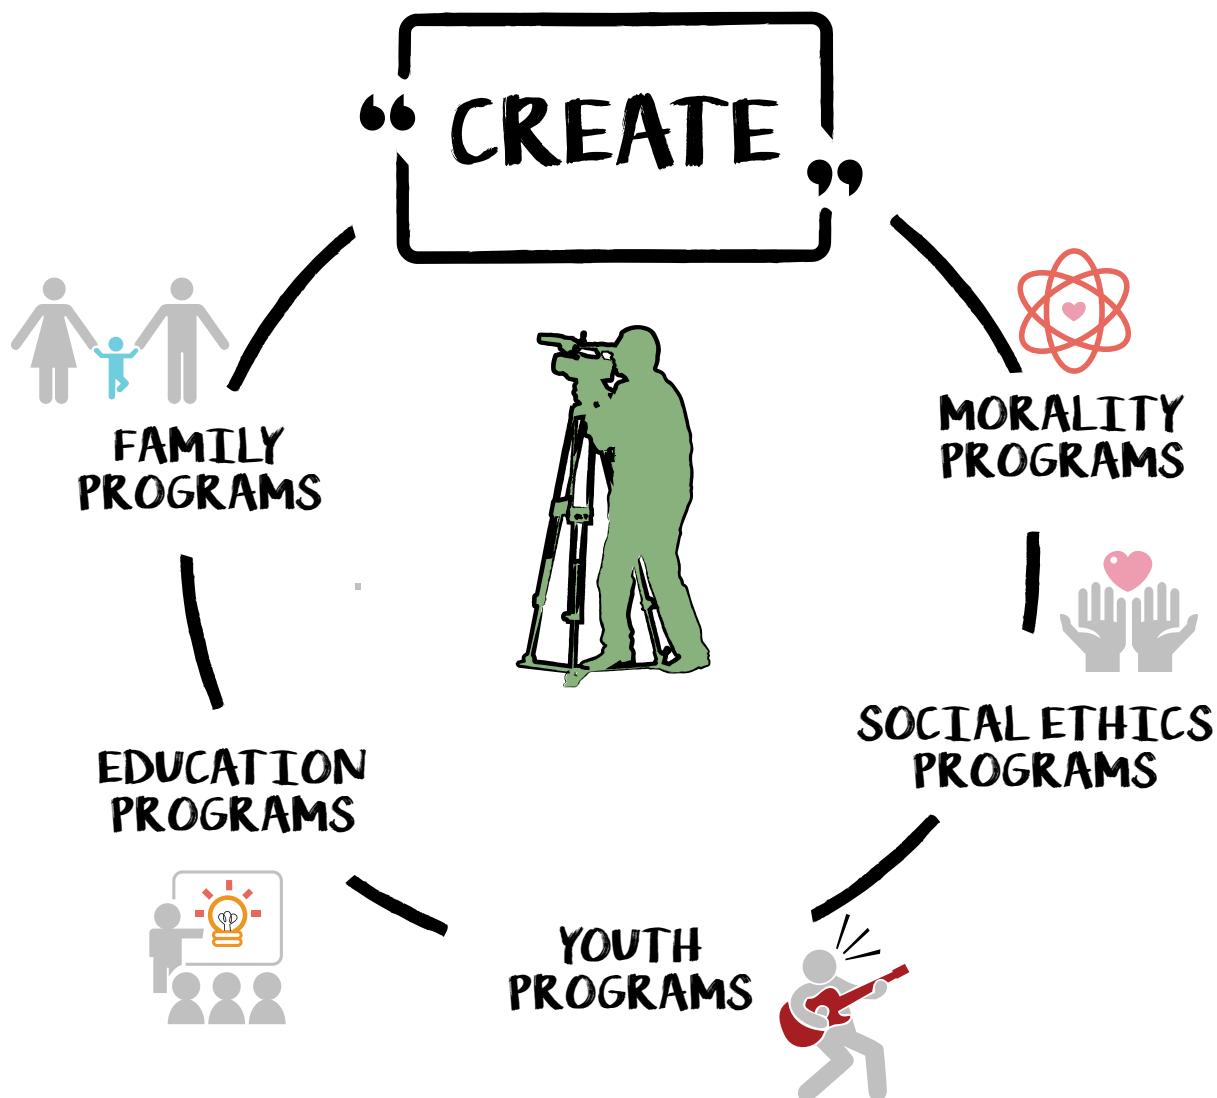 “CREATE”
MORALITY
PROGRAMS
SOCIAL ETHICS
PROGRAMS
YOUTH
PROGRAMS
EDUCATION
PROGRAMS
FAMILY
PROGRAMS